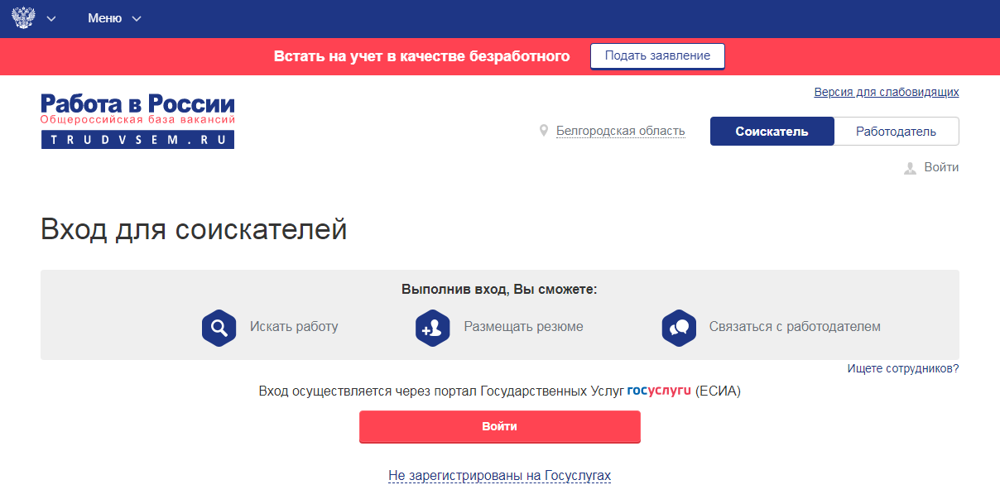 Меню
Встать на учет в качестве безработного Подать заявление
Версия для слабовидящих
Работа в России
Общероссийская база вакансий
TRUDVSEM.RU
Белгородская область Соискатель Работодатель
Войти
Вход для соискателей
Выполнив вход, Вы сможете:
Искать работу Размещать резюме Связаться с работодателем
Ищете сотрудников?
Вход осуществляется через портал Государственных Услуг госуслуги (ЕСИА)
Войти
Не зарегистрированы на Госуслугах